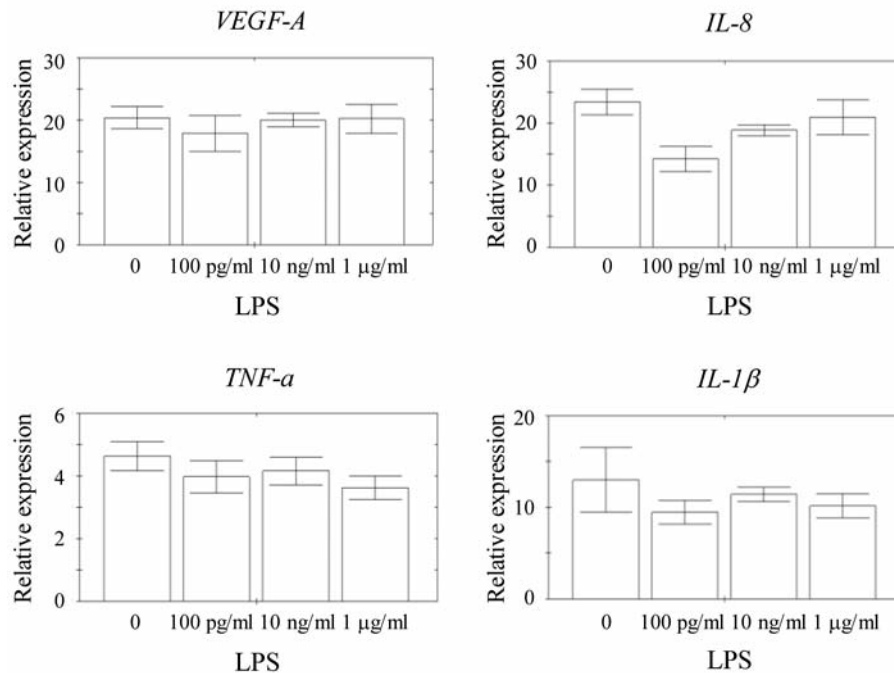 VEGF-A
30
20
10
0
Relative expression
0 100 pg/ml 10 ng/ml 1 μg/ml
LPS
IL-8
30
20
10
0
Relative expression
0 100 pg/ml 10 ng/ml 1 μg/ml
LPS
TNF-a
6
4
2
0
Relative expression
0 100 pg/ml 10 ng/ml 1 μg/ml
LPS
IL-1β
20
10
0
Relative expression
0 100 pg/ml 10 ng/ml 1 μg/ml
LPS